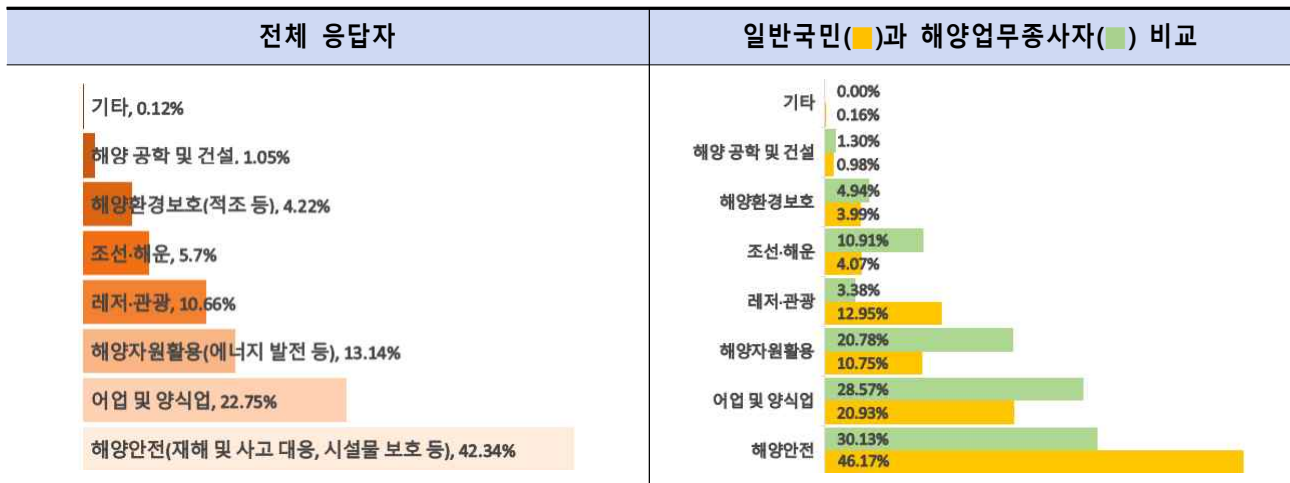 전체 응답자
일반국민(■)과 해양업무종사자(■) 비교
기타, 0.12%
해양 공학 및 건설, 1.05%
해양환경보호(적조 등), 4.22%
조선·해운, 5.7%
레저·관광, 10.66%
해양자원활용(에너지 발전 등), 13.14%
어업 및 양식업, 22.75%
해양안전(재해 및 사고 대응, 시설물 보호 등), 42.34%
기타
0.00%
0.16%
해양 공학 및 건설
1.30%
0.98%
해양환경보호
4.94%
3.99%
조선·해운
10.91%
4.07%
레저·관광
3.38%
12.95%
해양자원활용
20.78%
10.75%
어업 및 양식업
28.57%
20.93%
해양안전
30.13%
46.17%